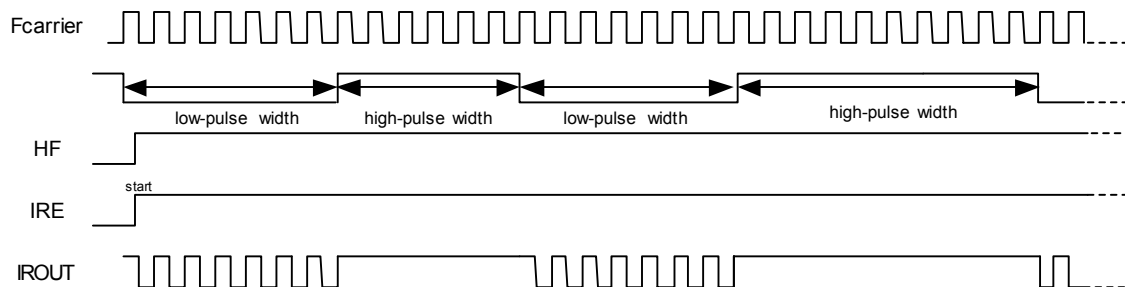 Fcarrier
low-pulse width
high-pulse width
low-pulse width
high-pulse width
HF
start
IRE
IROUT